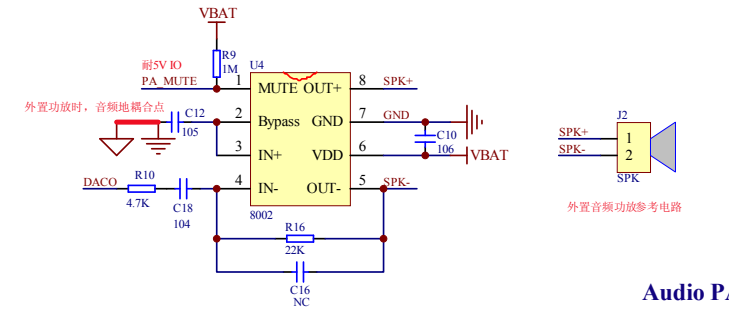 VBAT
R9
1M
耐5V IO
PA_MUTE
1
U4
MUTE OUT+
8
SPK+
外置功放时，音频地耦合点
C12
105
2
Bypass GND
7
GND
C10
106
3
IN+ VDD
6
VBAT
DACO
R10
4.7K
C18
104
4
IN- OUT-
5
SPK-
8002
R16
22K
C16
NC
J2
SPK+
1
SPK-
2
SPK
外置音频功放参考电路
Audio PA